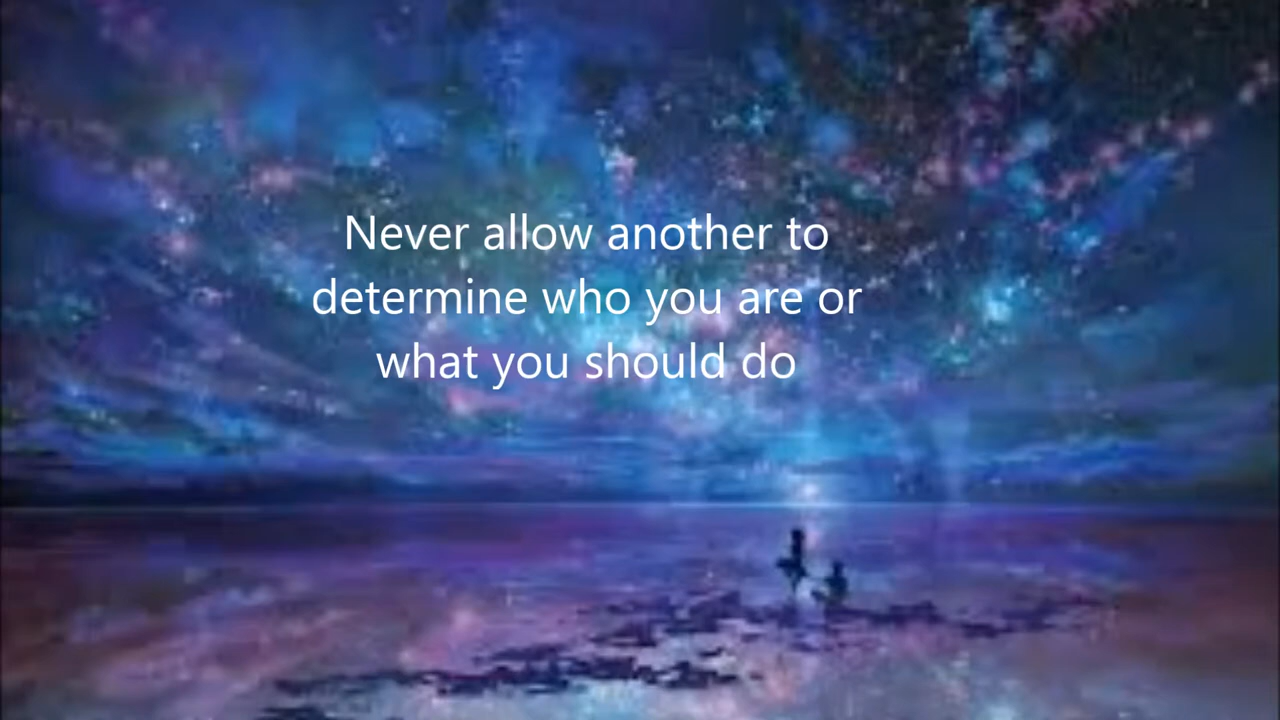 Never allow another to
determine who you are or
what you should do